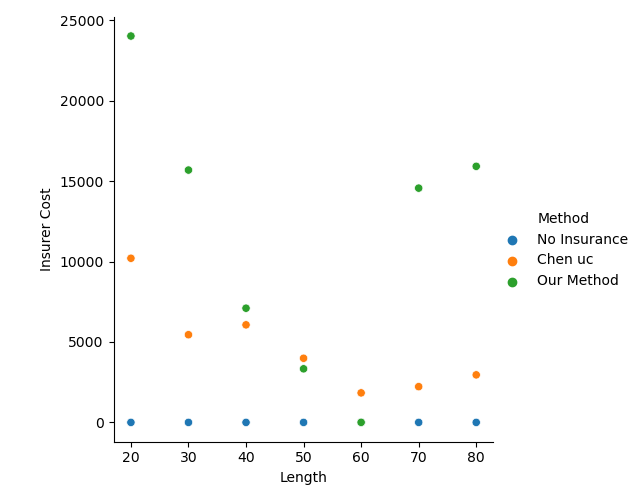 25000
20000
15000
10000
5000
0
Insurer Cost
20 30 40 50 60 70 80
Length
Method
No Insurance
Chen uc
Our Method